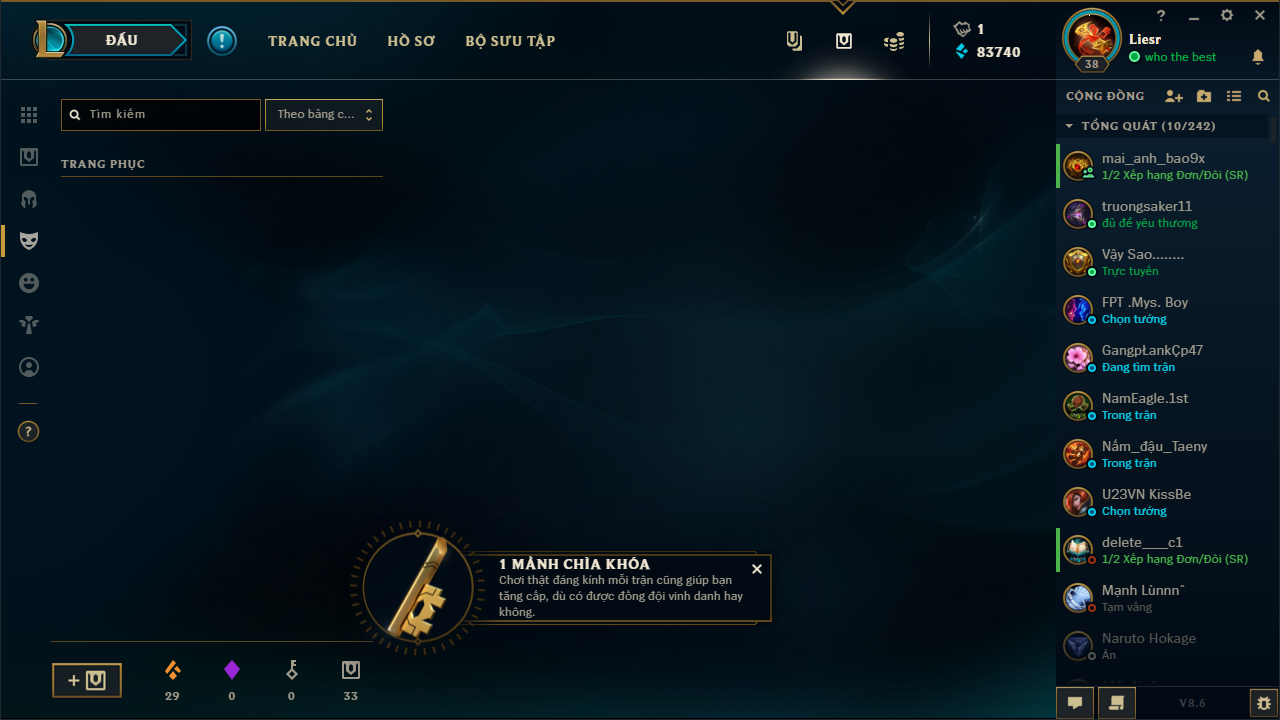 ĐẤU
TRANG CHỦ
HỒ SƠ
BỘ SƯU TẬP
1
83740
?
38
Liesr
who the best
Tìm kiếm
Theo bảng c...
TRANG PHỤC
?
CỘNG ĐỒNG
TỔNG QUÁT (10/242)
mai_anh_bao9x
1/2 Xếp hạng Đơn/Đôi (SR)
truongsaker11
đủ để yêu thương
Vậy Sao........
Trực tuyến
FPT .Mys. Boy
Chọn tướng
GangpŁankÇp47
Đang tìm trận
NamEagle.1st
Trong trận
Nấm_đậu_Taeny
Trong trận
U23VN KissBe
Chọn tướng
delete____c1
1/2 Xếp hạng Đơn/Đôi (SR)
Mạnh Lùnnnˆ
Tạm vắng
Naruto Hokage
Ẩn
1 MẢNH CHÌA KHÓA
Chơi thật đáng kính mỗi trận cũng giúp bạn
tăng cấp, dù có được đồng đội vinh danh hay
không.
29
0
0
33
V8.6